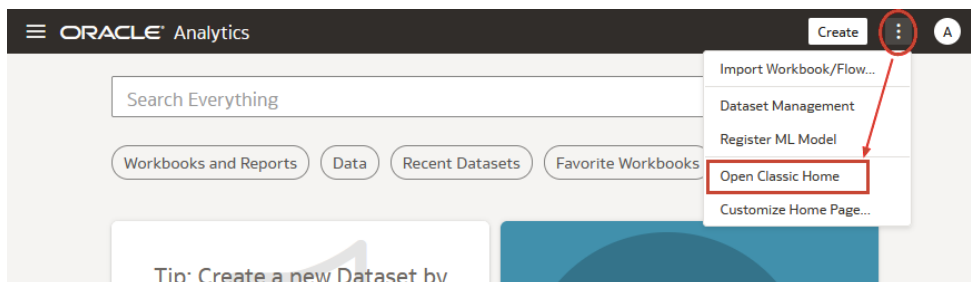 ORACLE Analytics
Create
A
Import Workbook/Flow...
Search Everything
Dataset Management
Register ML Model
Workbooks and Reports
Data
Recent Datasets
Favorite Workbooks
Open Classic Home
Customize Home Page...
Tip: Create a new Dataset by